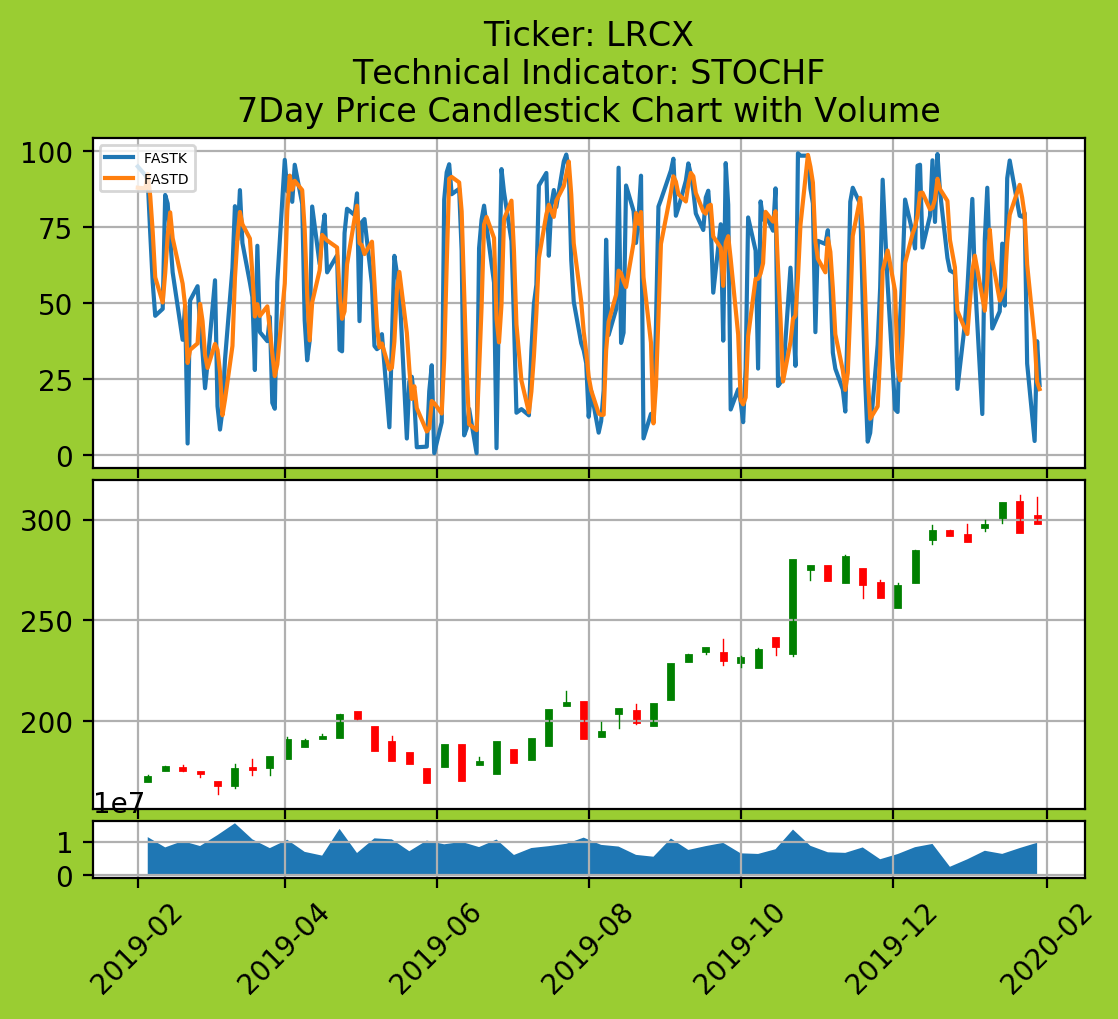 Ticker: LRCX
Technical Indicator: STOCHF
7Day Price Candlestick Chart with Volume
100
FASTK
FASTD
75
50
25
0
300
250
200
1e7
1
0
2019-02
2019-04
2019-06
2019-08
2019-10
2019-12
2020-02